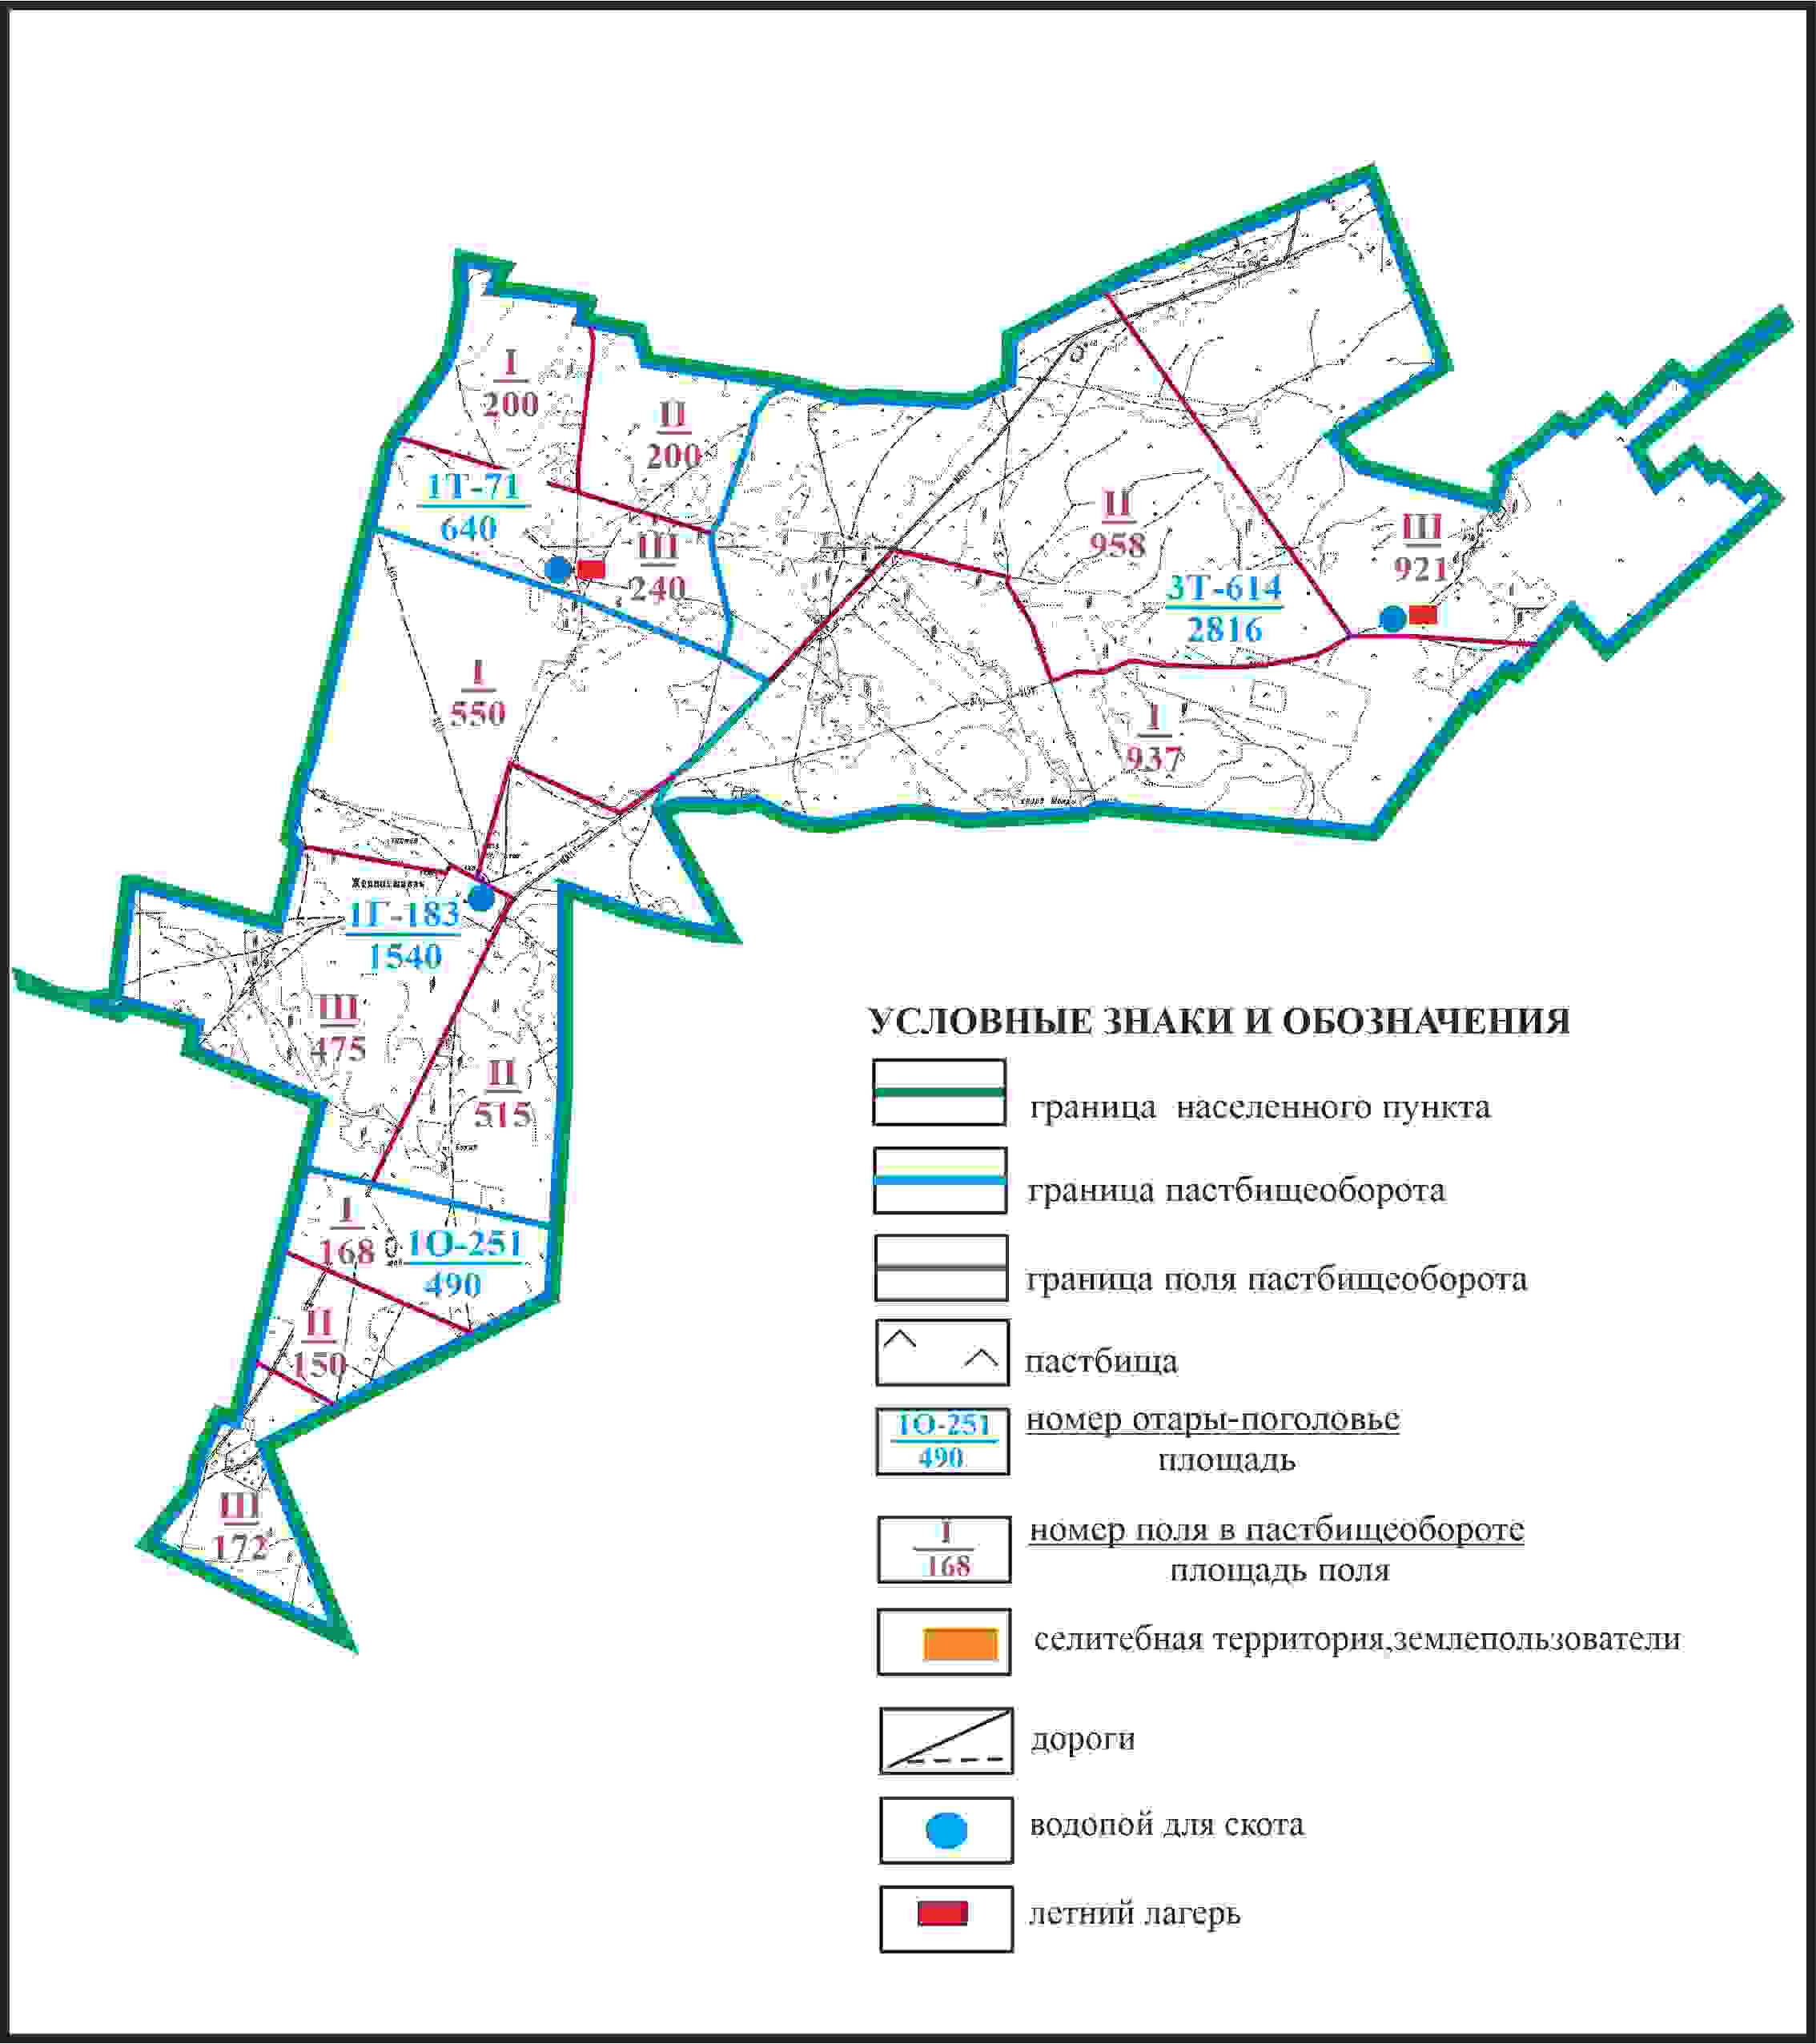 I
200
II
200
1Т-71
640
III
240
II
958
III
921
3Т-614
2816
I
550
I
937
1Г-183
1540
III
475
II
515
I
168
1О-251
490
II
150
III
172
УСЛОВНЫЕ ЗНАКИ И ОБОЗНАЧЕНИЯ
граница населенного пункта
граница пастбищеоборота
граница поля пастбищеоборота
пастбища
1О-251
490
номер отары-поголовье
площадь
I
168
номер поля в пастбищеобороте
площадь поля
селитебная территория,землепользователи
дороги
водопой для скота
летний лагерь